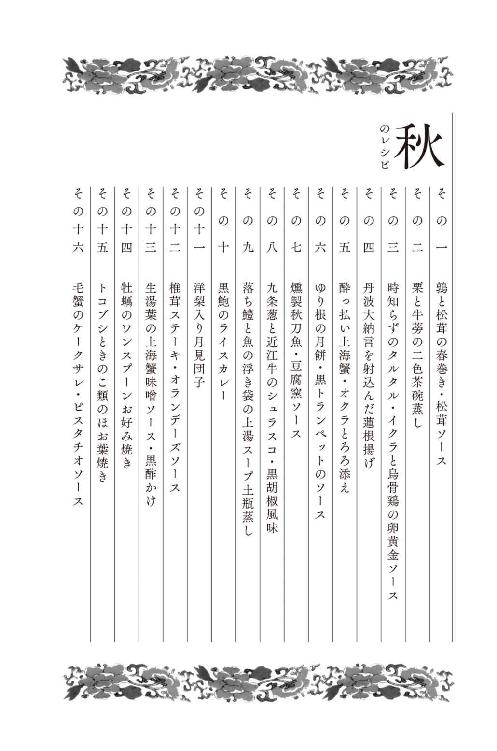 秋
のレシピ
その一 鶉と松茸の春巻き・松茸ソース
その二 栗と牛蒡の二色茶碗蒸し
その三 時知らずのタルタル・イクラと烏骨鶏の卵黄金ソース
その四 丹波大納言を射込んだ蓮根揚げ
その五 酔っ払い上海蟹・オクラとろろ添え
その六 ゆり根の月餅・黒トランペットのソース
その七 燻製秋刀魚・豆腐窯ソース
その八 九条葱と近江牛のシュラスコ・黒胡椒風味
その九 落ち鱧と魚の浮き袋の上湯スープ土瓶蒸し
その十 黒鮑のライスカレー
その十一 洋梨入り月見団子
その十二 椎茸ステーキ・オランデーズソース
その十三 生湯葉の上海蟹味噌ソース・黒酢かけ
その十四 牡蠣のソンスプーンお好み焼き
その十五 トコブシときのこ類のほお葉焼き
その十六 毛蟹のケークサレ・ピスタチオソース